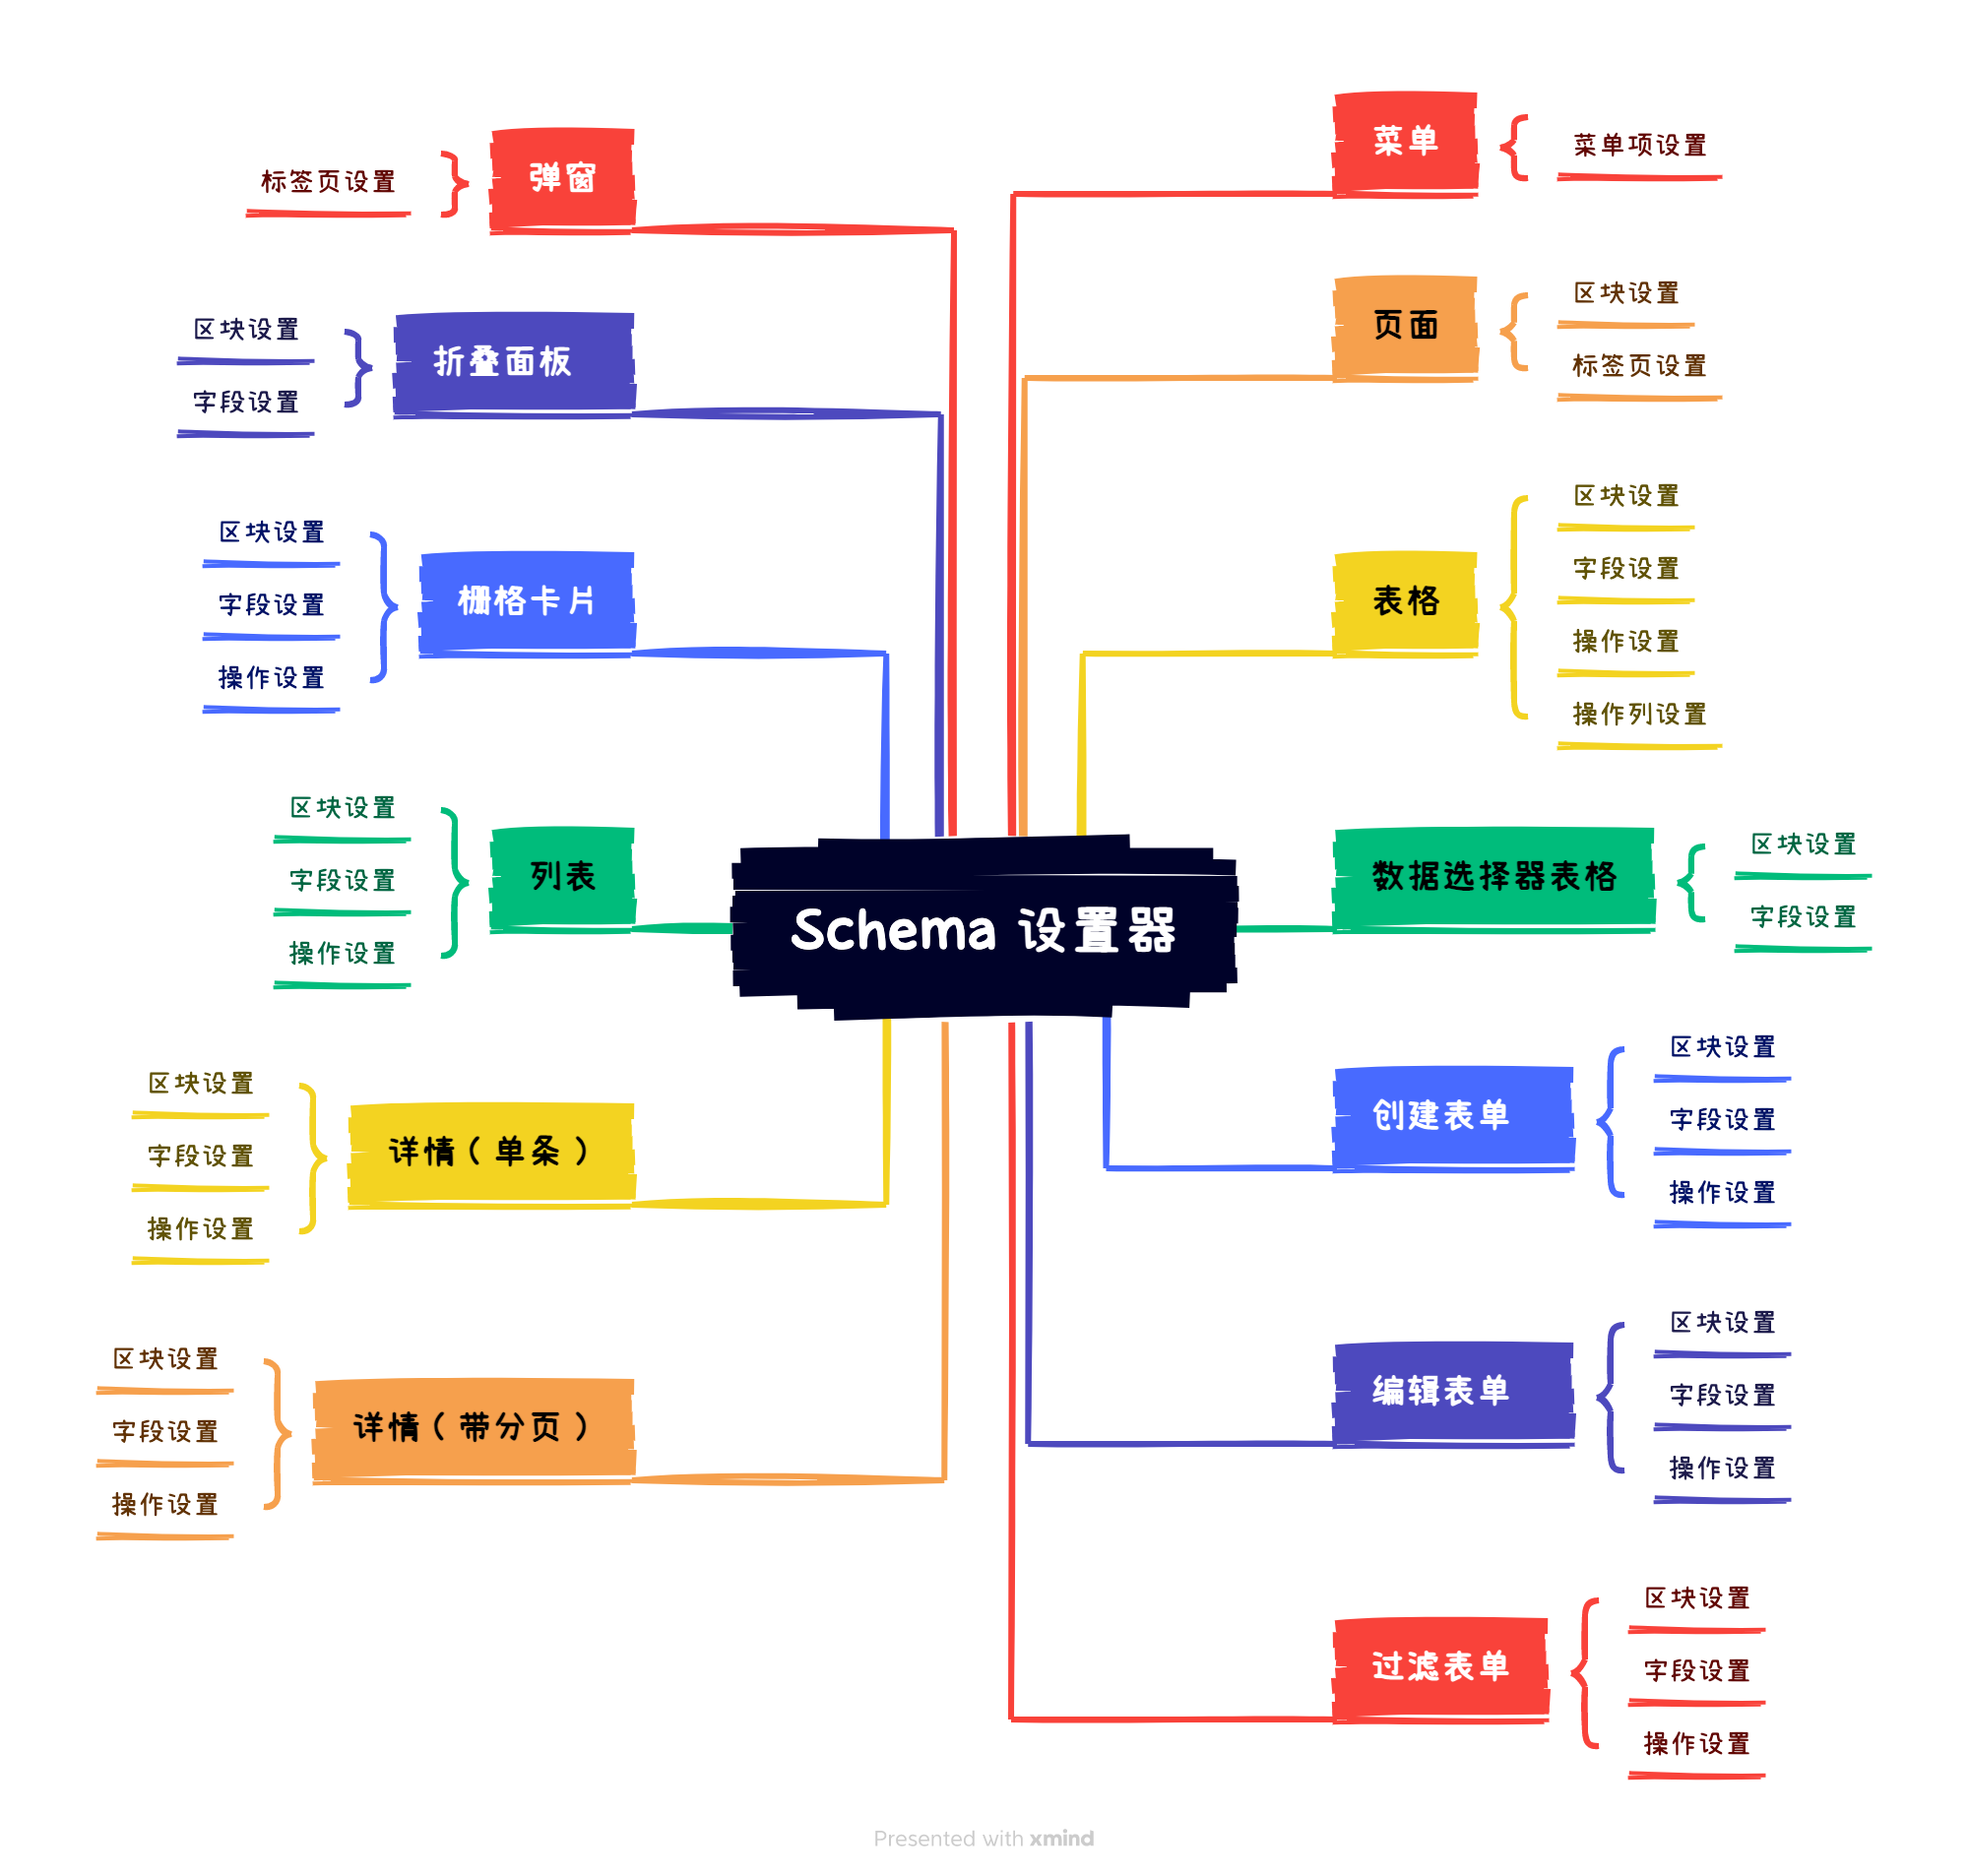 Schema 设置器
菜单
菜单项设置
页面
区块设置
标签页设置
表格
区块设置
字段设置
操作设置
操作列设置
数据选择器表格
区块设置
字段设置
创建表单
区块设置
字段设置
操作设置
编辑表单
区块设置
字段设置
操作设置
过滤表单
区块设置
字段设置
操作设置
弹窗
标签页设置
折叠面板
区块设置
字段设置
栅格卡片
区块设置
字段设置
操作设置
列表
区块设置
字段设置
操作设置
详情（单条）
区块设置
字段设置
操作设置
详情（带分页）
区块设置
字段设置
操作设置
Presented with xmind